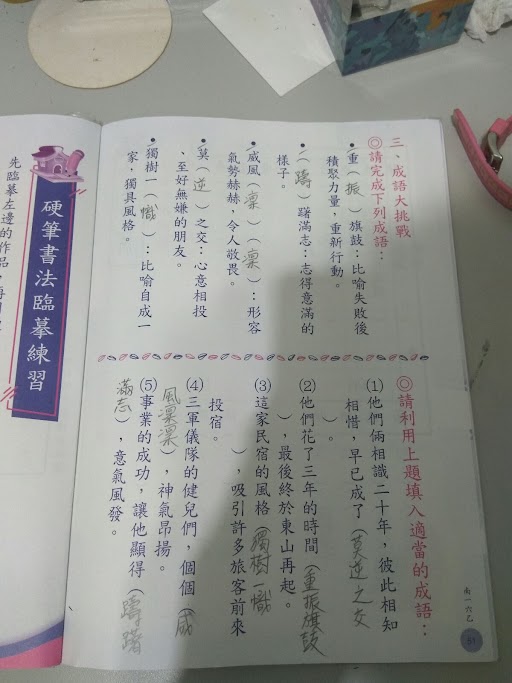 三、成語大挑戰
◎請完成下列成語：
•重（振）旗鼓：比喻失敗後
積聚力量，重新行動。
•（躊）躇滿志：志得意滿的
樣子。
•威風（凜）（凜）：形容
氣勢赫赫，令人敬畏。
•莫（逆）之交：心意相投
、至好無嫌的朋友。
•獨樹一（幟）：比喻自成一
家，獨具風格。
◎請利用上題填入適當的成語：
(1)他們倆相識二十年，彼此相知
相惜，早已成了（莫逆之交
）。
(2)他們花了三年的時間（重振旗鼓
），最後終於東山再起。
(3)這家民宿的風格（獨樹一幟
），吸引許多旅客前來
投宿。
(4)三軍儀隊的健兒們，個個（威
風凜凜），神氣昂揚。
(5)事業的成功，讓他顯得（躊躇
滿志），意氣風發。
南一六乙
51
硬筆書法臨摹練習
先臨摹左邊的作品，再